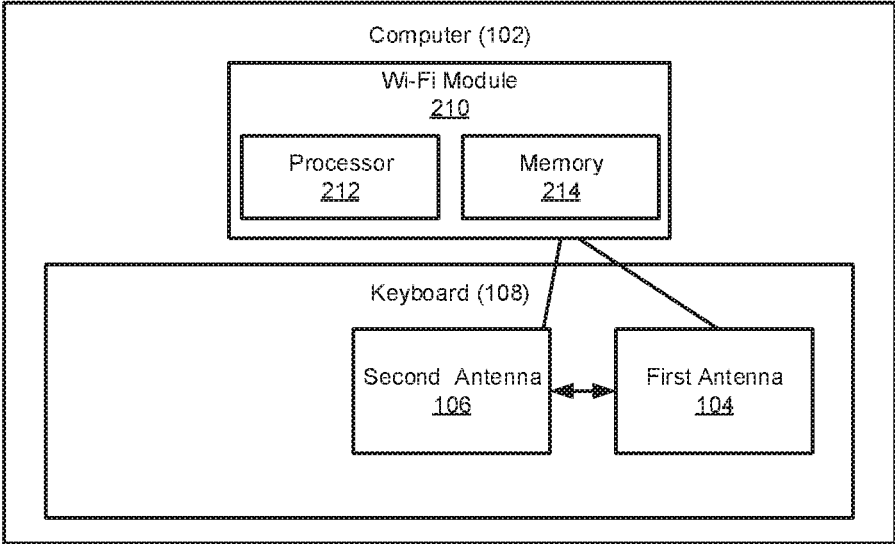 Computer (102)
Wi-Fi Module
210
Processor
212
Memory
214
Keyboard (108)
Second Antenna
106
First Antenna
104